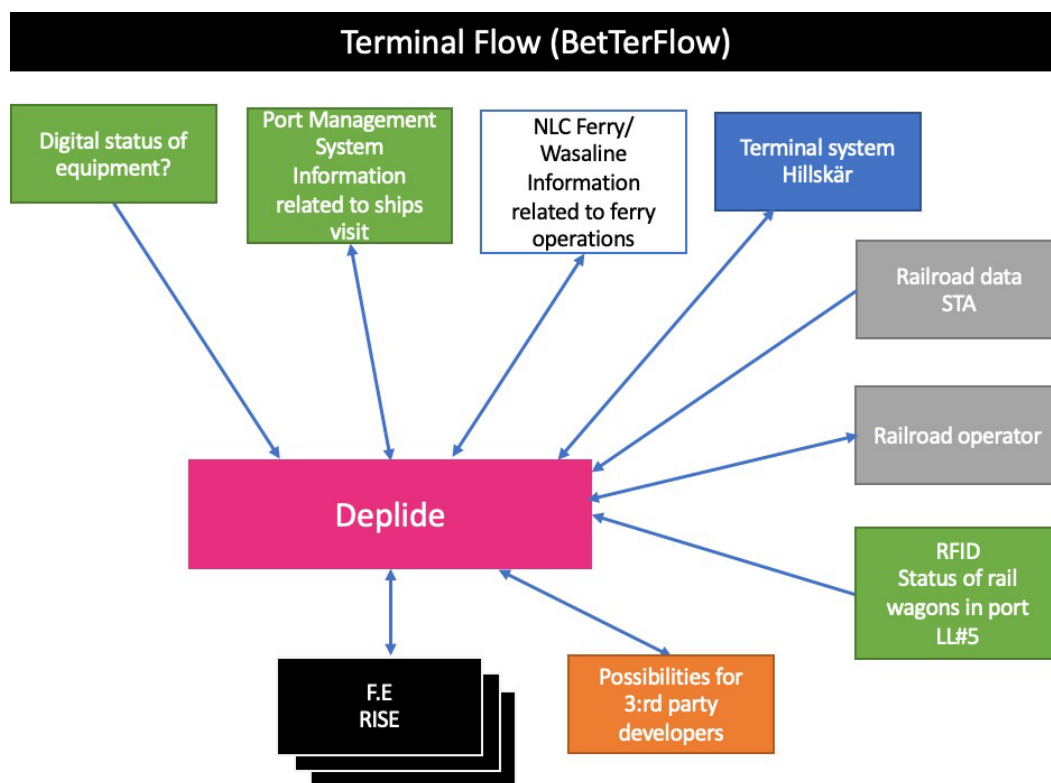 Terminal Flow (BetTerFlow)
Digital status of
equipment?
Port Management
System
Information
related to ships
visit
NLC Ferry/
Wasaline
Information
related to ferry
operations
Terminal system
Hillskär
Railroad data
STA
Railroad operator
Deplide
RFID
Status of rail
wagons in port
LL#5
F.E
RISE
Possibilities for
3:rd party
developers